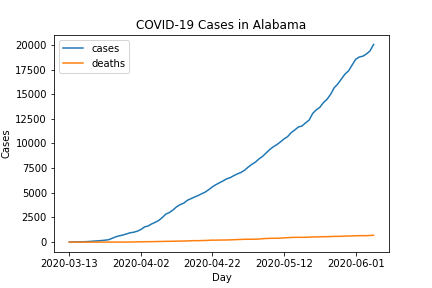 COVID-19 Cases in Alabama
cases
deaths
20000
17500
15000
12500
10000
7500
5000
2500
0
Cases
2020-03-13 2020-04-02 2020-04-22 2020-05-12 2020-06-01
Day